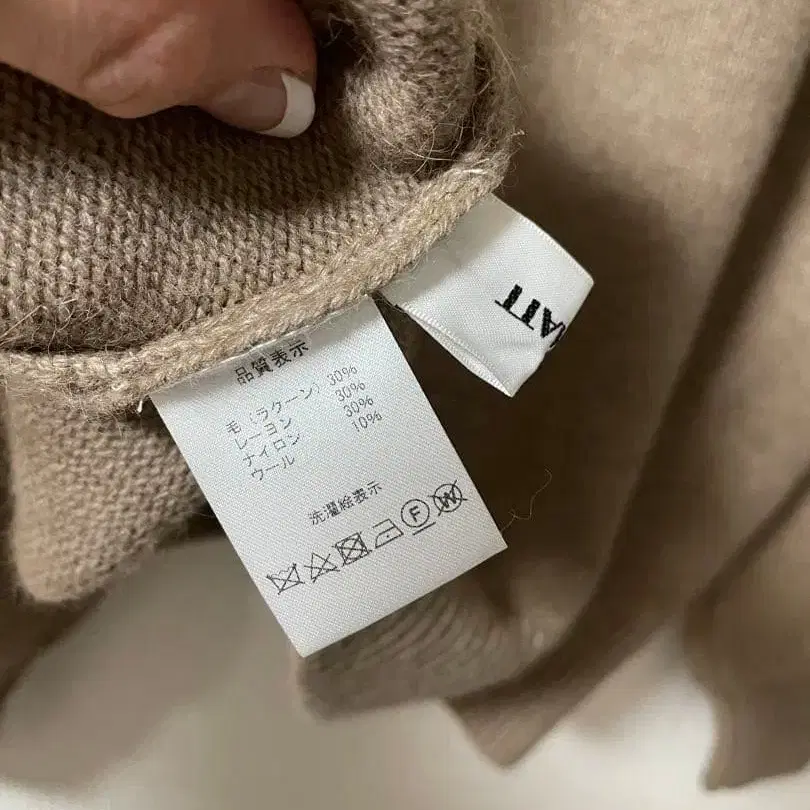 品質表示
毛(ラクーン) 30%
レーヨン 30%
ナイロン 30%
ウール 10%
洗濯絵表示
F
W